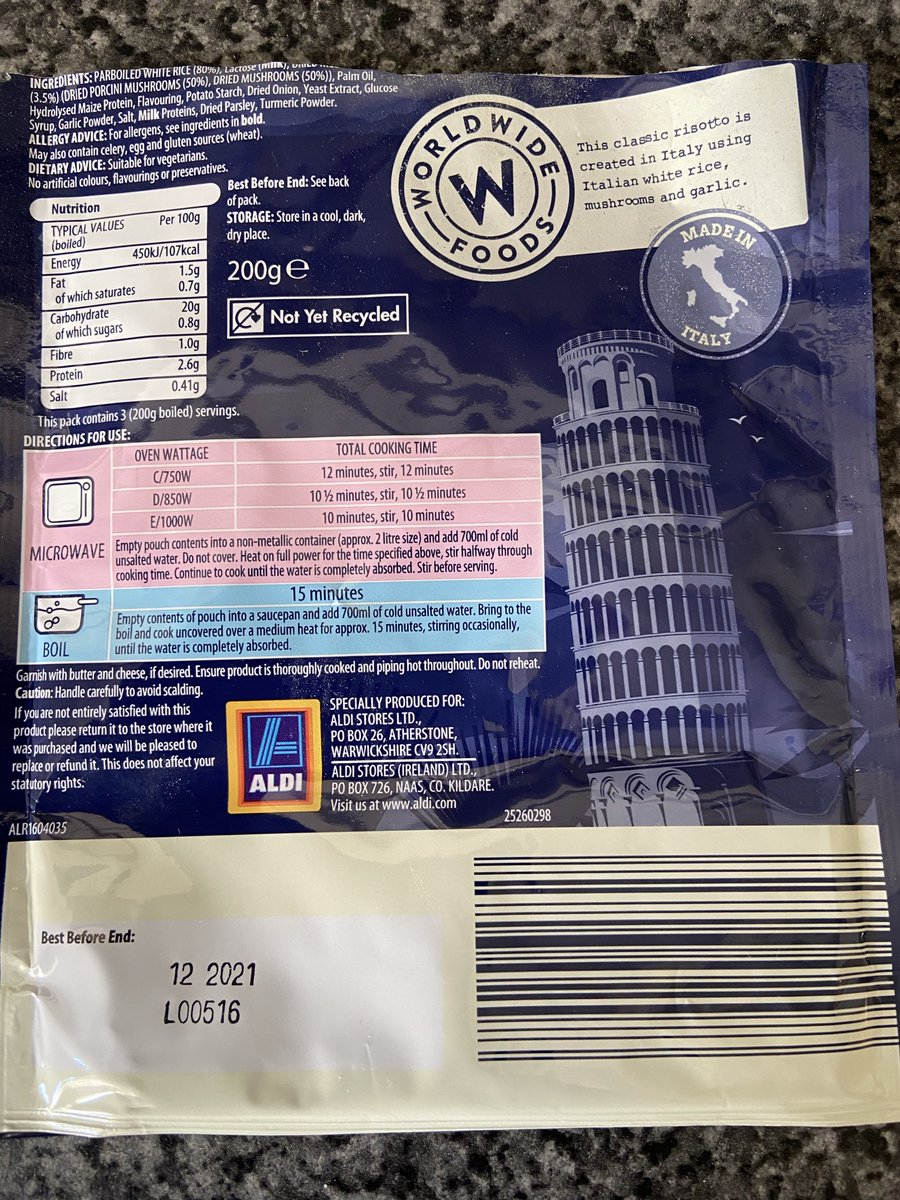 INGREDIENTS: PARBOILED WHITE RICE (80%), Lactose (Milk),
(3.5%) (DRIED PORCINI MUSHROOMS (50%), DRIED MUSHROOMS (50%)), Palm Oil,
Hydrolysed Maize Protein, Flavouring, Potato Starch, Dried Onion, Yeast Extract, Glucose
Syrup, Garlic Powder, Salt, Milk Proteins, Dried Parsley, Turmeric Powder.
ALLERGY ADVICE: For allergens, see ingredients in bold.
May also contain celery, egg and gluten sources (wheat).
DIETARY ADVICE: Suitable for vegetarians.
No artificial colours, flavourings or preservatives.
Nutrition
TYPICAL VALUES Per 100g
(boiled)
Energy 450kJ/107kcal
Fat 1.5g
of which saturates 0.7g
Carbohydrate 20g
of which sugars 0.8g
Fibre 1.0g
Protein 2.6g
Salt 0.41g
This pack contains 3 (200g boiled) servings.
Best Before End: See back
of pack.
STORAGE: Store in a cool, dark,
dry place.
200g e
Not Yet Recycled
WORLDWIDE
W
FOODS
This classic risotto is
created in Italy using
Italian white rice,
mushrooms and garlic.
MADE IN
ITALY
DIRECTIONS FOR USE:
OVEN WATTAGE TOTAL COOKING TIME
C/750W 12 minutes, stir, 12 minutes
D/850W 10 ½ minutes, stir, 10 ½ minutes
E/1000W 10 minutes, stir, 10 minutes
MICROWAVE
Empty pouch contents into a non-metallic container (approx. 2 litre size) and add 700ml of cold
unsalted water. Do not cover. Heat on full power for the time specified above, stir halfway through
cooking time. Continue to cook until the water is completely absorbed. Stir before serving.
15 minutes
BOIL
Empty contents of pouch into a saucepan and add 700ml of cold unsalted water. Bring to the
boil and cook uncovered over a medium heat for approx. 15 minutes, stirring occasionally,
until the water is completely absorbed.
Garnish with butter and cheese, if desired. Ensure product is thoroughly cooked and piping hot throughout. Do not reheat.
Caution: Handle carefully to avoid scalding.
If you are not entirely satisfied with this
product please return it to the store where it
was purchased and we will be pleased to
replace or refund it. This does not affect your
statutory rights:
ALDI
SPECIALLY PRODUCED FOR:
ALDI STORES LTD.,
PO BOX 26, ATHERSTONE,
WARWICKSHIRE CV9 2SH.
ALDI STORES (IRELAND) LTD.,
PO BOX 726, NAAS, CO. KILDARE.
Visit us at www.aldi.com
25260298
ALR1604035
Best Before End:
12 2021
L00516